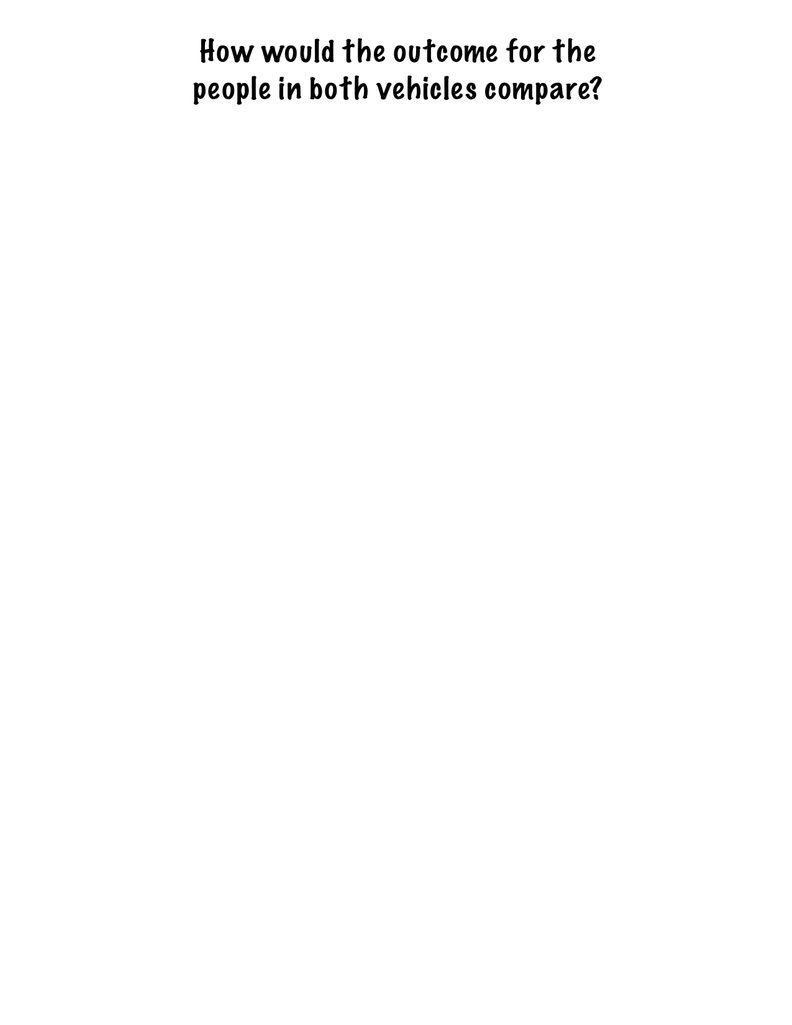 How would the outcome for the
people in both vehicles compare?